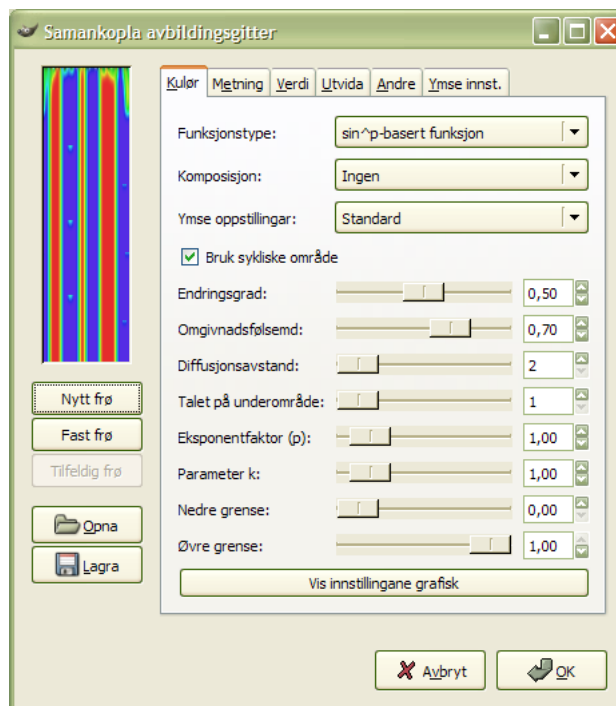 Samankopla avbildingsgitter
Kulør Metning Verdi Utvida Andre Ymse innst.
Funksjonstype: sin^p-basert funksjon
Komposisjon: Ingen
Ymse oppstillingar: Standard
Bruk sykliske område
Endringsgrad: 0,50
Omgivnadsfølsemd: 0,70
Diffusjonsavstand: 2
Talet på underområde: 1
Eksponentfaktor (p): 1,00
Parameter k: 1,00
Nedre grense: 0,00
Øvre grense: 1,00
Vis innstillingane grafisk
Nytt frø
Fast frø
Tilfeldig frø
Opna
Lagra
Avbryt OK